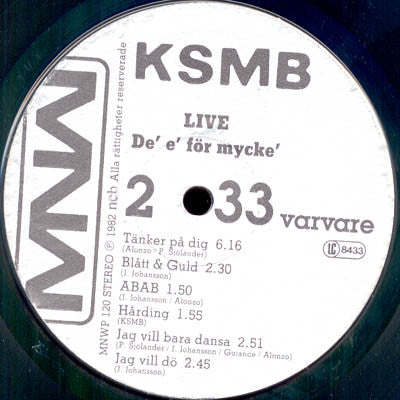 KSMB
LIVE
De' e' för mycke'
2 33 varvare
LC 8433
Tänker på dig 6.16
(Alonzo / P. Sjölander)
Blått & Guld 2.30
(J. Johansson)
ABAB 1.50
(J. Johansson / Alonzo)
Hårding 1.55
(KSMB)
Jag vill bara dansa 2.51
(P. Sjölander / J. Johansson / Guiance / Alonzo)
Jag vill dö 2.45
(J. Johansson)
MNW
MNWP 120 STEREO ℗ 1982 ncb Alla rättigheter reserverade